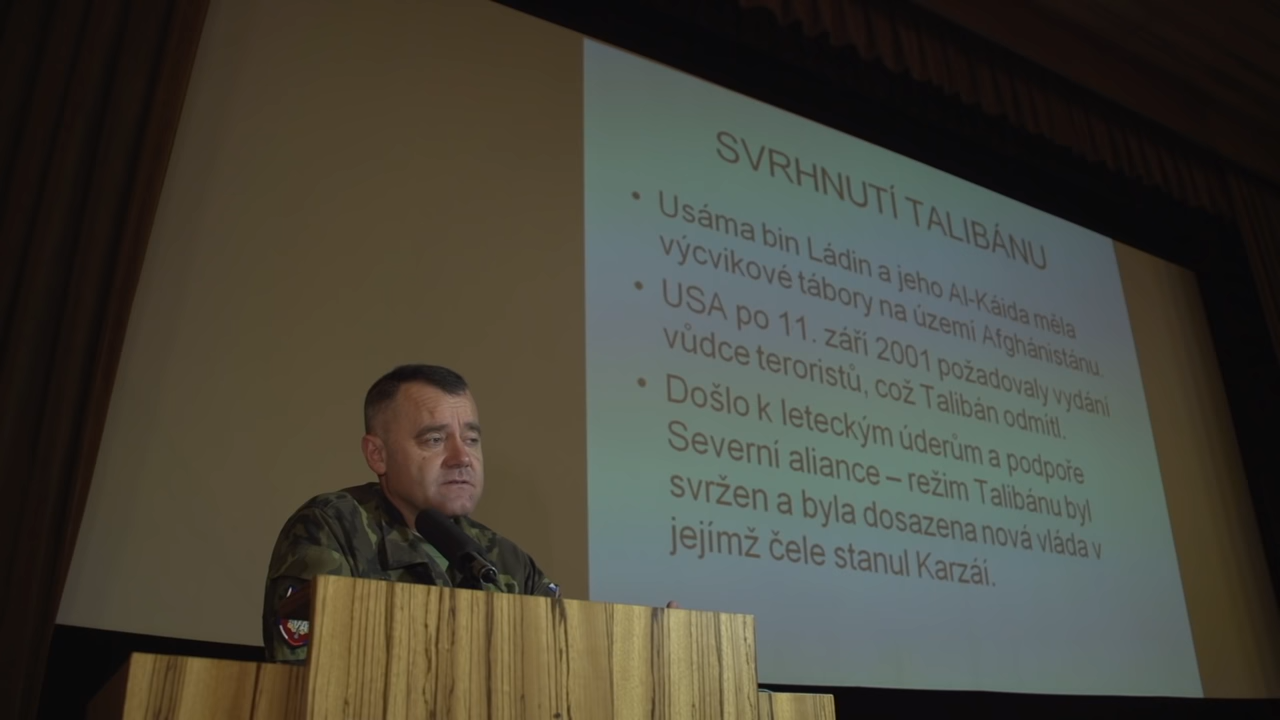 SVRHNUTÍ TALIBÁNU
• Usáma bin Ládin a jeho Al-Káida měla
výcvikové tábory na území Afghánistánu.
• USA po 11. září 2001 požadovaly vydání
vůdce teroristů, což Talibán odmítl.
• Došlo k leteckým úderům a podpoře
Severní aliance – režim Talibánu byl
svržen a byla dosazena nová vláda v
jejímž čele stanul Karzáí.